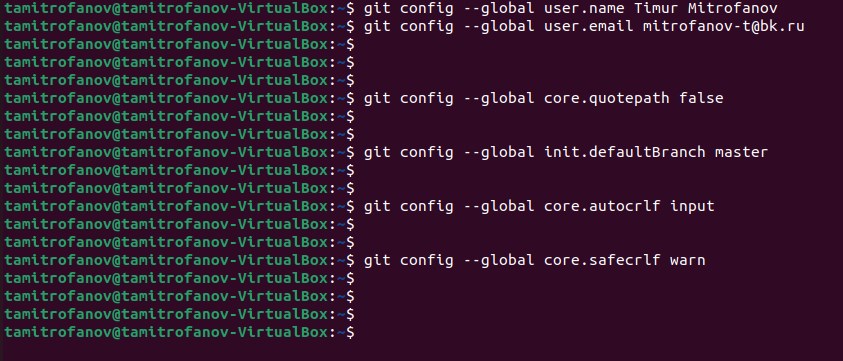 tamitrofanov@tamitrofanov-VirtualBox:~$ git config --global user.name Timur Mitrofanov
tamitrofanov@tamitrofanov-VirtualBox:~$ git config --global user.email mitrofanov-t@bk.ru
tamitrofanov@tamitrofanov-VirtualBox:~$
tamitrofanov@tamitrofanov-VirtualBox:~$
tamitrofanov@tamitrofanov-VirtualBox:~$
tamitrofanov@tamitrofanov-VirtualBox:~$ git config --global core.quotepath false
tamitrofanov@tamitrofanov-VirtualBox:~$
tamitrofanov@tamitrofanov-VirtualBox:~$
tamitrofanov@tamitrofanov-VirtualBox:~$ git config --global init.defaultBranch master
tamitrofanov@tamitrofanov-VirtualBox:~$
tamitrofanov@tamitrofanov-VirtualBox:~$
tamitrofanov@tamitrofanov-VirtualBox:~$ git config --global core.autocrlf input
tamitrofanov@tamitrofanov-VirtualBox:~$
tamitrofanov@tamitrofanov-VirtualBox:~$
tamitrofanov@tamitrofanov-VirtualBox:~$ git config --global core.safecrlf warn
tamitrofanov@tamitrofanov-VirtualBox:~$
tamitrofanov@tamitrofanov-VirtualBox:~$
tamitrofanov@tamitrofanov-VirtualBox:~$
tamitrofanov@tamitrofanov-VirtualBox:~$